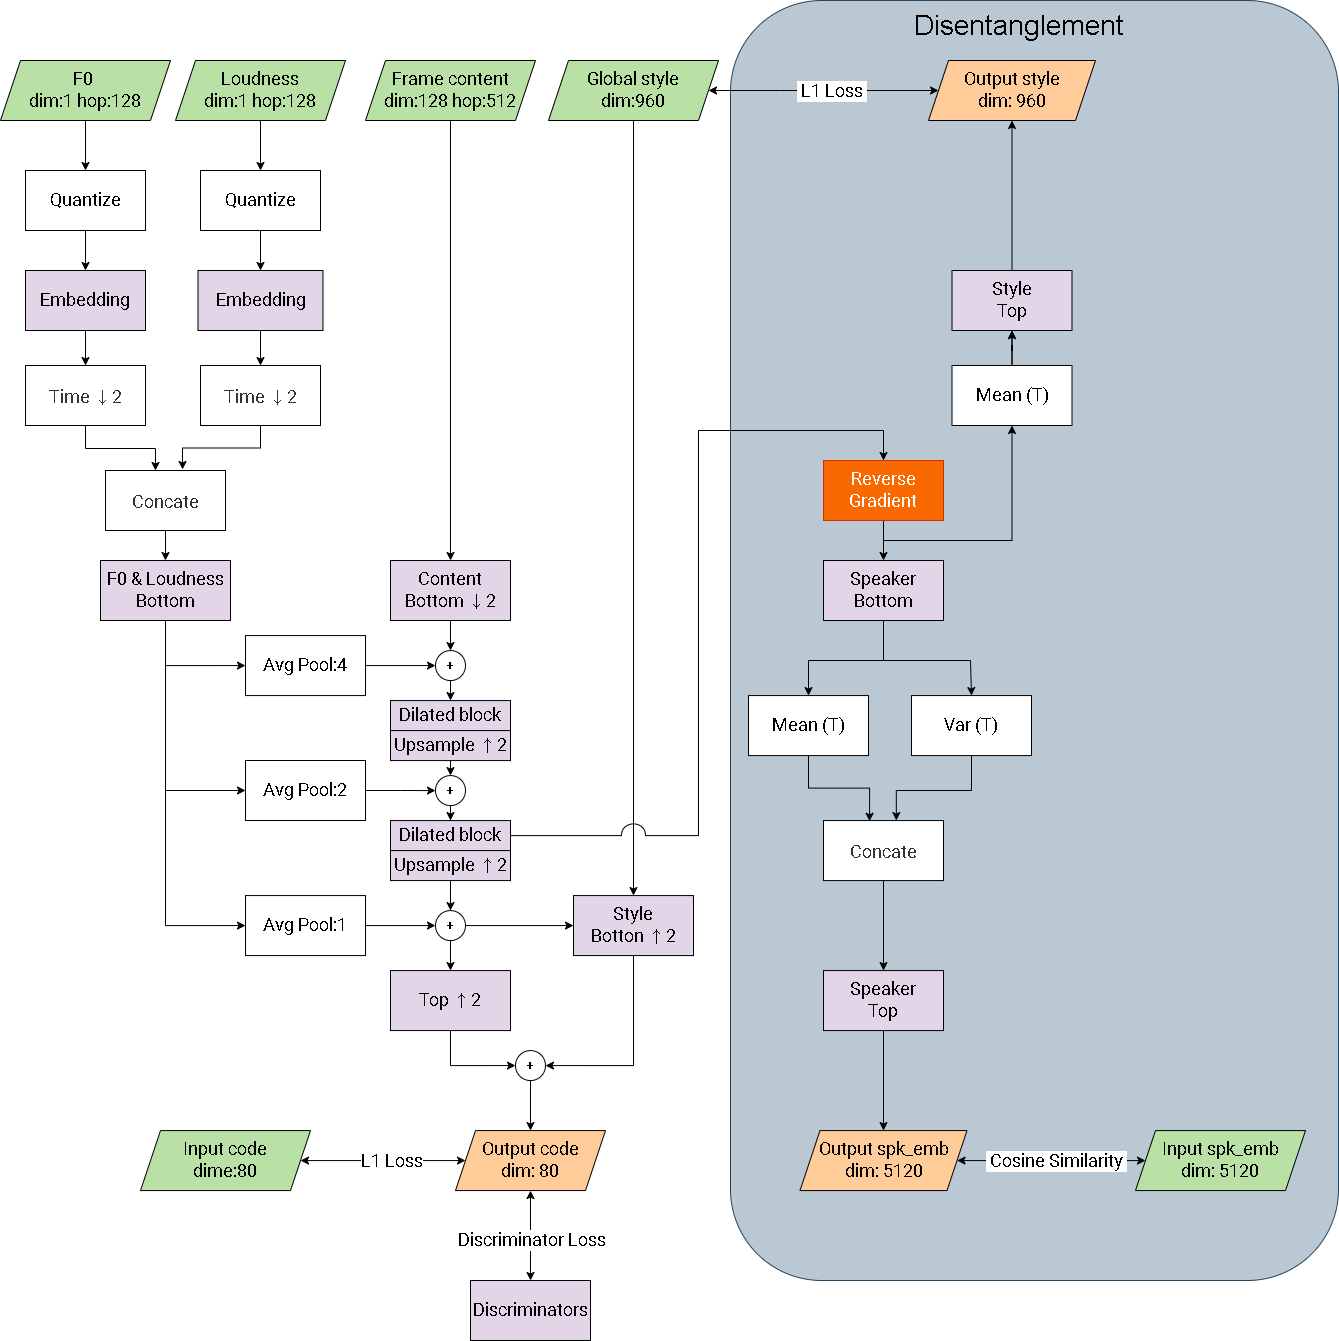 Disentanglement
F0
dim:1 hop:128
Loudness
dim:1 hop:128
Frame content
dim:128 hop:512
Global style
dim:960
L1 Loss
Output style
dim: 960
Quantize
Quantize
Embedding
Embedding
Style
Top
Time ↓ 2
Time ↓ 2
Mean (T)
Concate
Reverse
Gradient
F0 & Loudness
Bottom
Content
Bottom ↓ 2
Speaker
Bottom
Avg Pool:4
+
Dilated block
Upsample ↑ 2
Mean (T)
Var (T)
Avg Pool:2
+
Dilated block
Upsample ↑ 2
Concate
Avg Pool:1
+
Style
Botton ↑ 2
Top ↑ 2
Speaker
Top
+
Input code
dime:80
L1 Loss
Output code
dim: 80
Output spk_emb
dim: 5120
Cosine Similarity
Input spk_emb
dim: 5120
Discriminator Loss
Discriminators